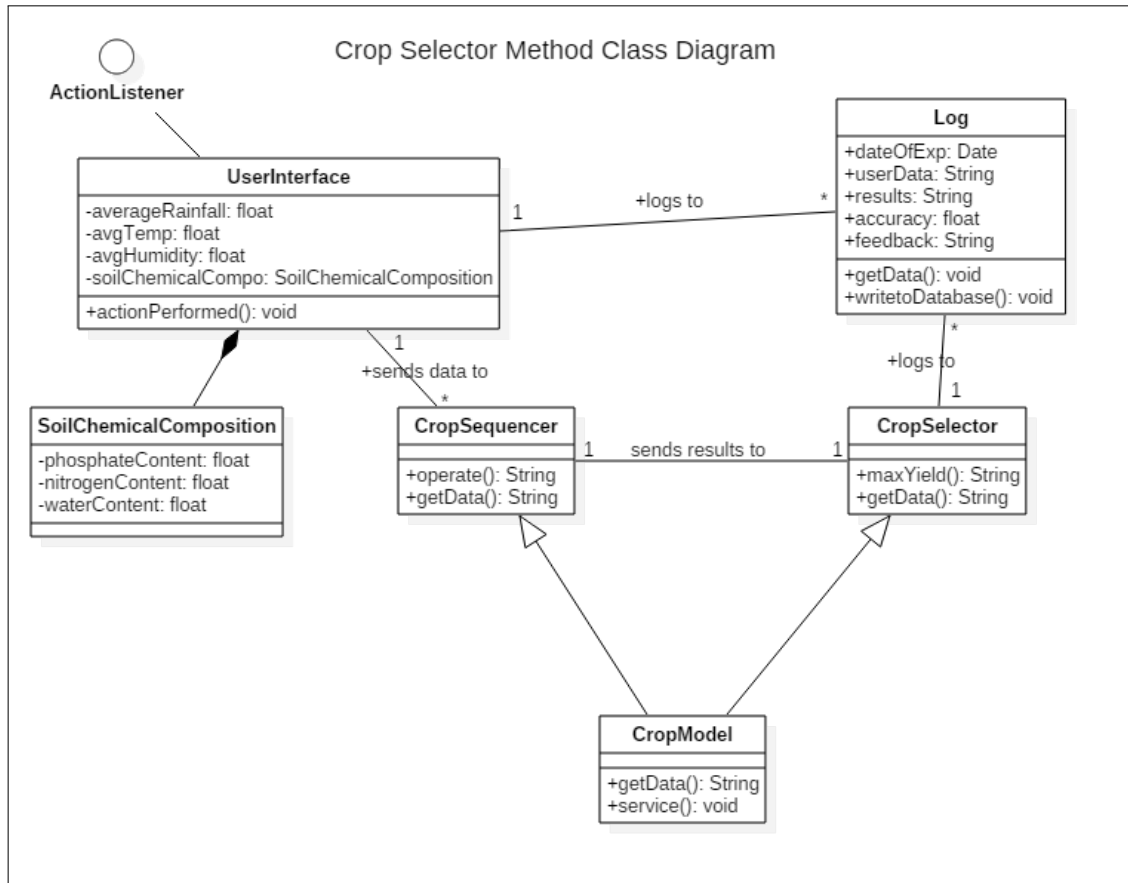 Crop Selector Method Class Diagram
ActionListener
UserInterface
-averageRainfall: float
-avgTemp: float
-avgHumidity: float
-soilChemicalCompo: SoilChemicalComposition
+actionPerformed(): void
1
+logs to
*
Log
+dateOfExp: Date
+userData: String
+results: String
+accuracy: float
+feedback: String
+getData(): void
+writetoDatabase(): void
1
+sends data to
*
*
+logs to
1
SoilChemicalComposition
-phosphateContent: float
-nitrogenContent: float
-waterContent: float
CropSequencer
+operate(): String
+getData(): String
1
sends results to
1
CropSelector
+maxYield(): String
+getData(): String
CropModel
+getData(): String
+service(): void